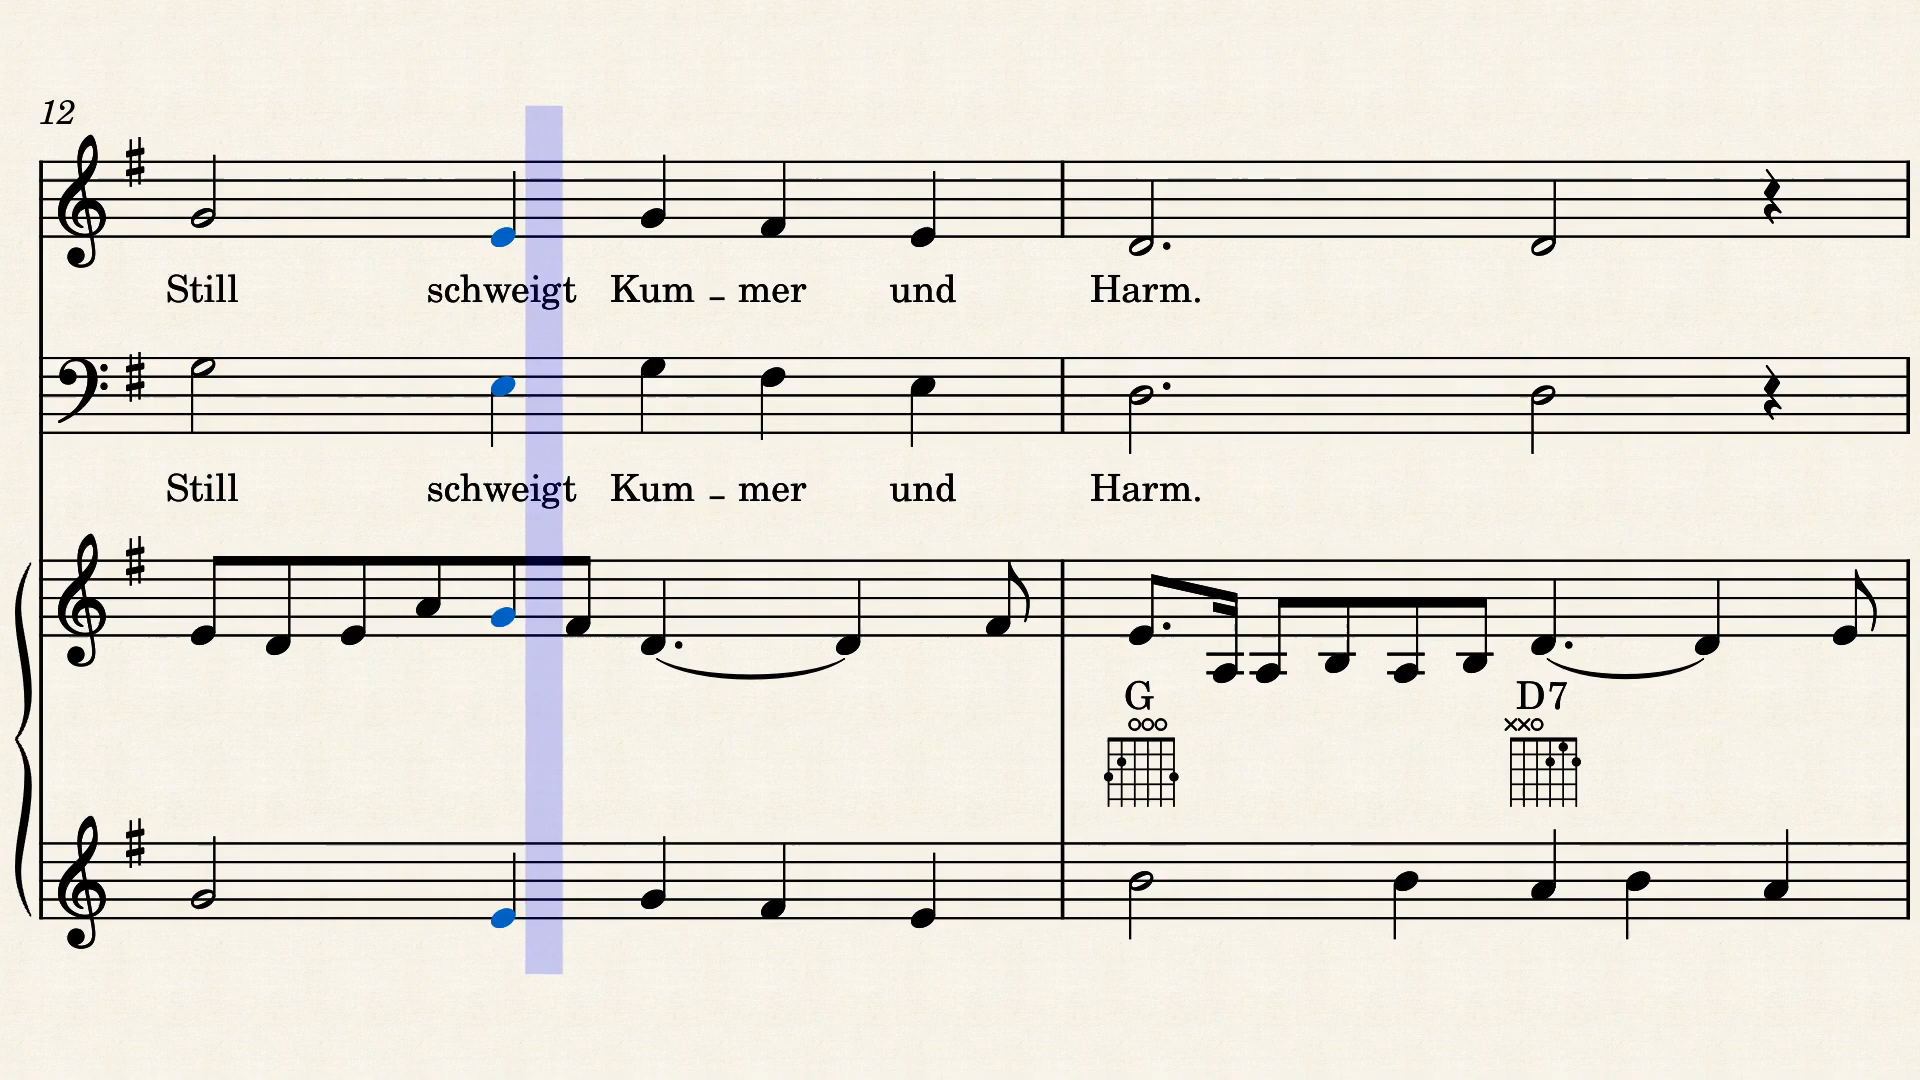 12
Still schweigt Kum – mer und Harm.
Still schweigt Kum – mer und Harm.
G D7